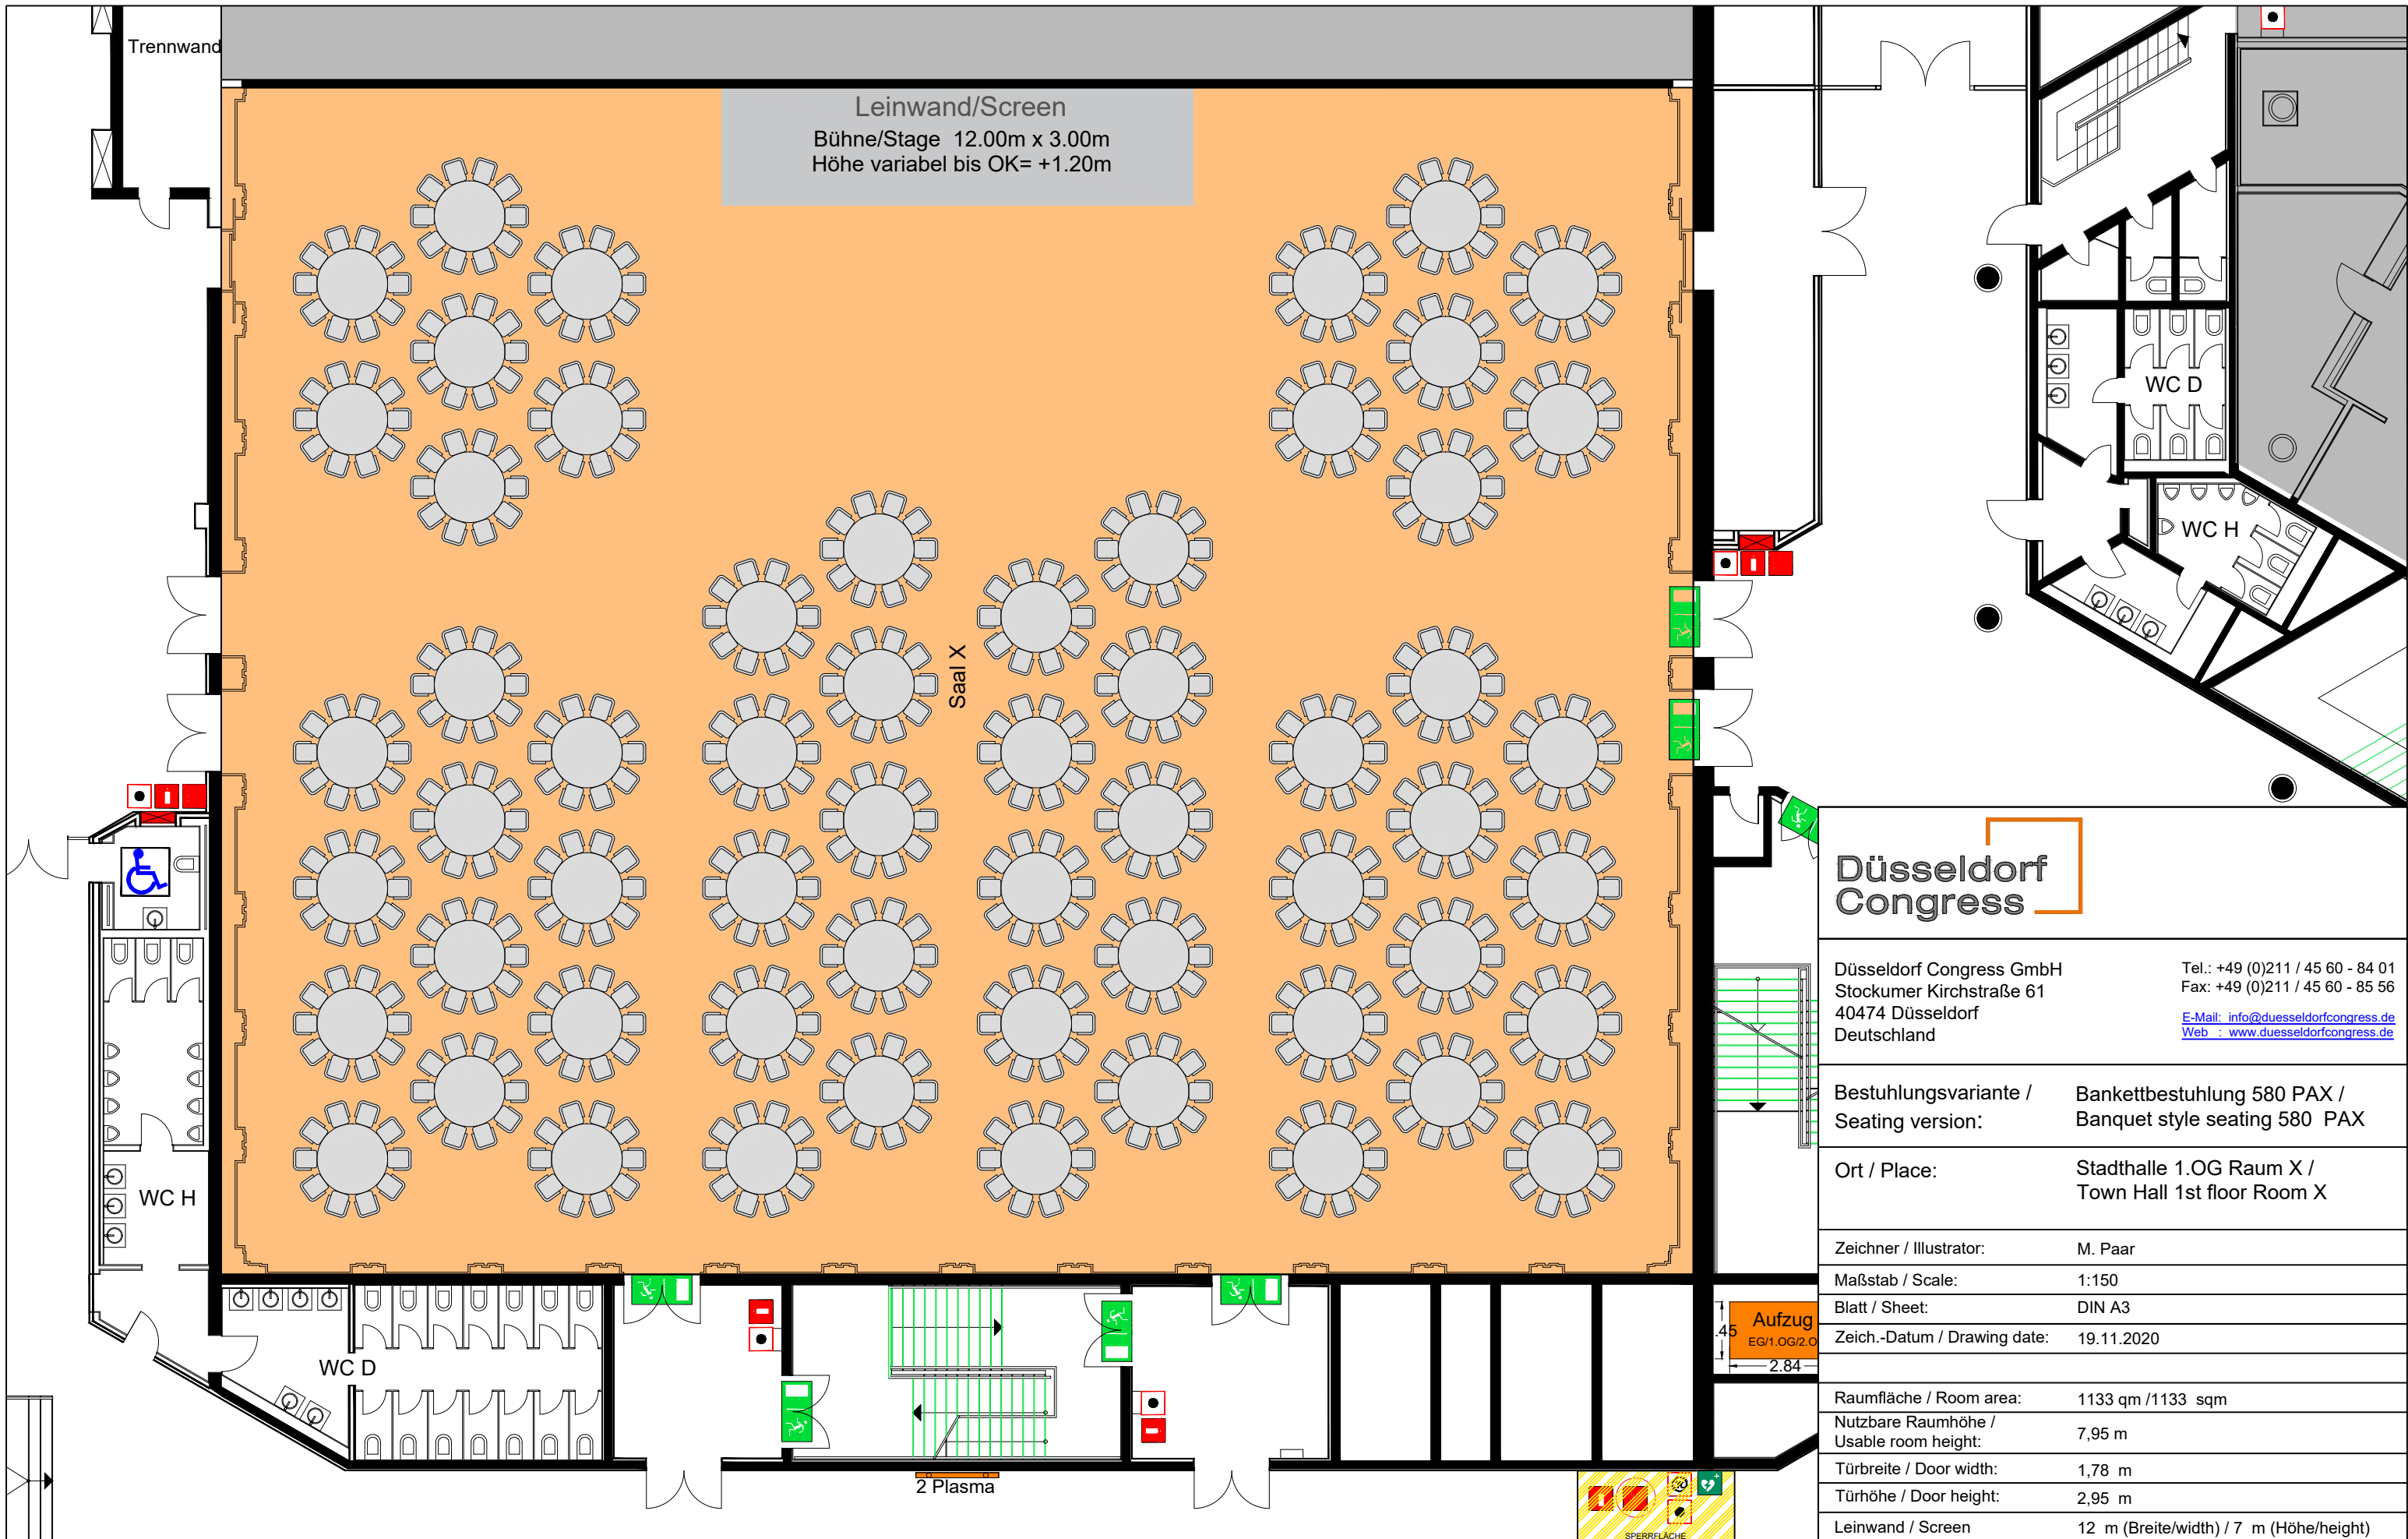 Trennwand
Leinwand/Screen
Bühne/Stage 12.00m x 3.00m
Höhe variabel bis OK= +1.20m
Saal X
WC D
WC H
WC H
WC D
2 Plasma
Aufzug
EG/1.OG/2.O
.45
2.84
SPERRFLÄCHE
Düsseldorf
Congress
Düsseldorf Congress GmbH
Stockumer Kirchstraße 61
40474 Düsseldorf
Deutschland
Tel.: +49 (0)211 / 45 60 - 84 01
Fax: +49 (0)211 / 45 60 - 85 56
E-Mail: info@duesseldorfcongress.de
Web : www.duesseldorfcongress.de
Bestuhlungsvariante / Bankettbestuhlung 580 PAX /
Seating version: Banquet style seating 580 PAX
Ort / Place: Stadthalle 1.OG Raum X /
Town Hall 1st floor Room X
Zeichner / Illustrator: M. Paar
Maßstab / Scale: 1:150
Blatt / Sheet: DIN A3
Zeich.-Datum / Drawing date: 19.11.2020
Raumfläche / Room area: 1133 qm /1133 sqm
Nutzbare Raumhöhe /
Usable room height: 7,95 m
Türbreite / Door width: 1,78 m
Türhöhe / Door height: 2,95 m
Leinwand / Screen 12 m (Breite/width) / 7 m (Höhe/height)